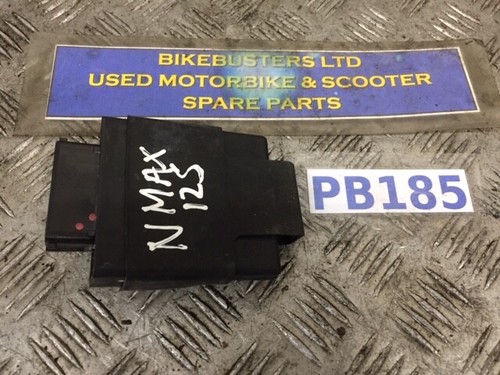 BIKEBUSTERS LTD
USED MOTORBIKE & SCOOTER
SPARE PARTS
PB185
N MAX
125